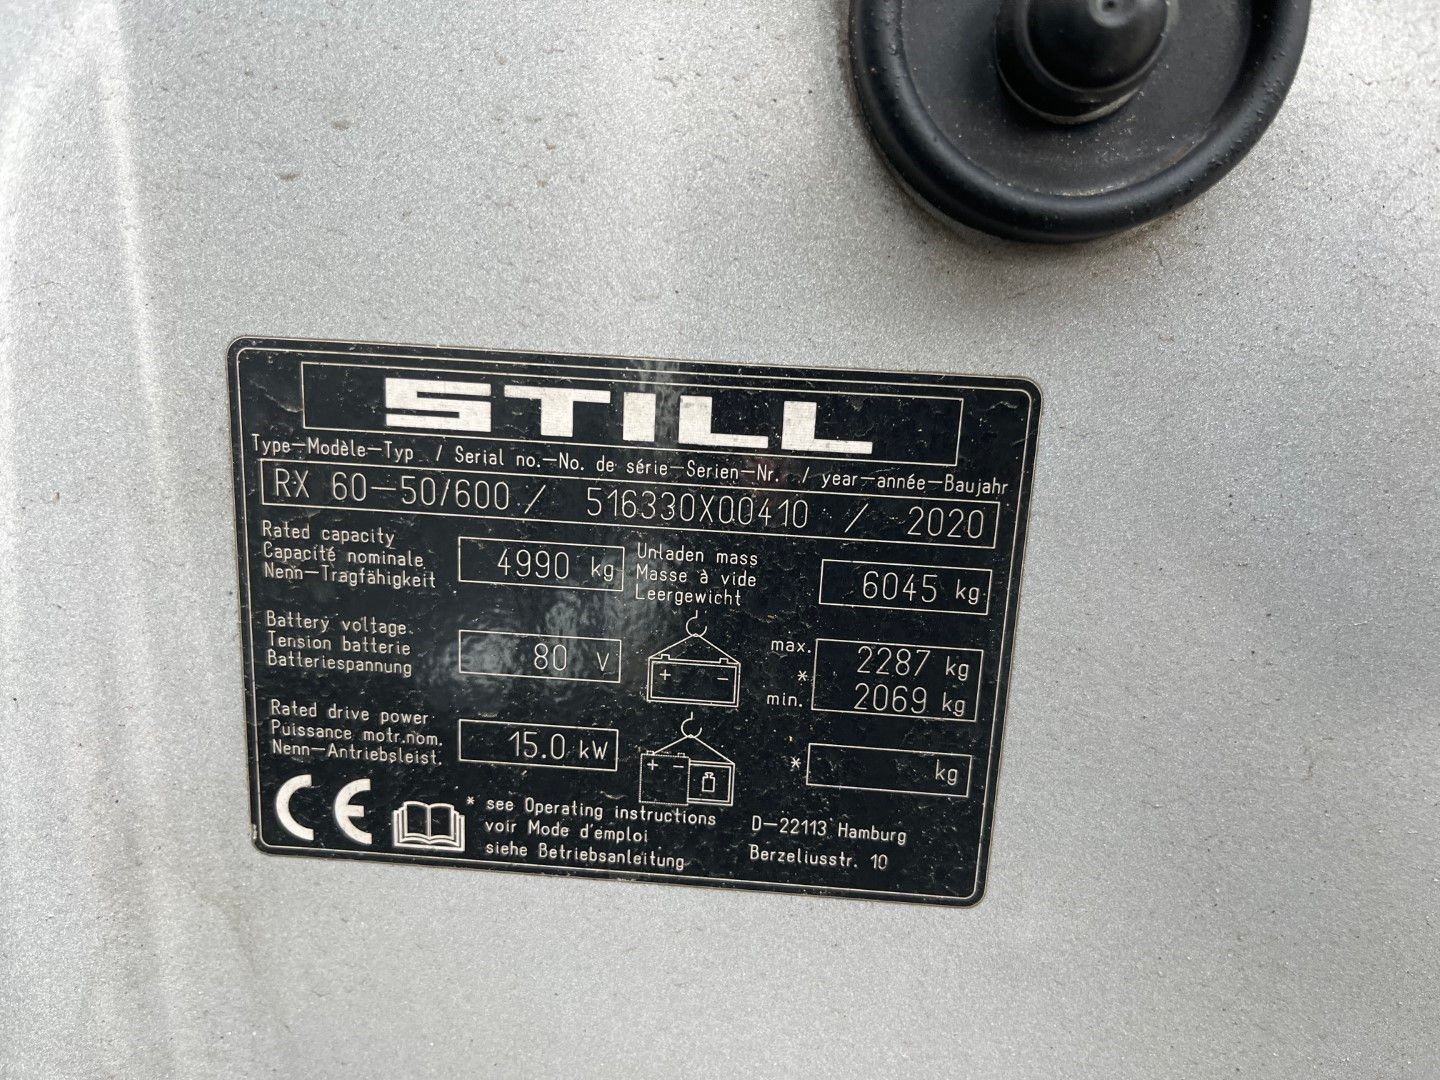 STILL
Type-Modèle-Typ / Serial no.-No. de série-Serien-Nr. / year-année-Baujahr
RX 60-50/600 / 516330X00410 / 2020
Rated capacity
Capacité nominale
Nenn-Tragfähigkeit
4990 kg
Unladen mass
Masse à vide
Leergewicht
6045 kg
Battery voltage
Tension batterie
Batteriespannung
80 V
+ -
max. 2287 kg
*
min. 2069 kg
Rated drive power
Puissance motr.nom.
Nenn-Antriebsleist.
15.0 kW
+ -
* kg
CE
* see Operating instructions
voir Mode d'emploi
siehe Betriebsanleitung
D-22113 Hamburg
Berzeliusstr. 10